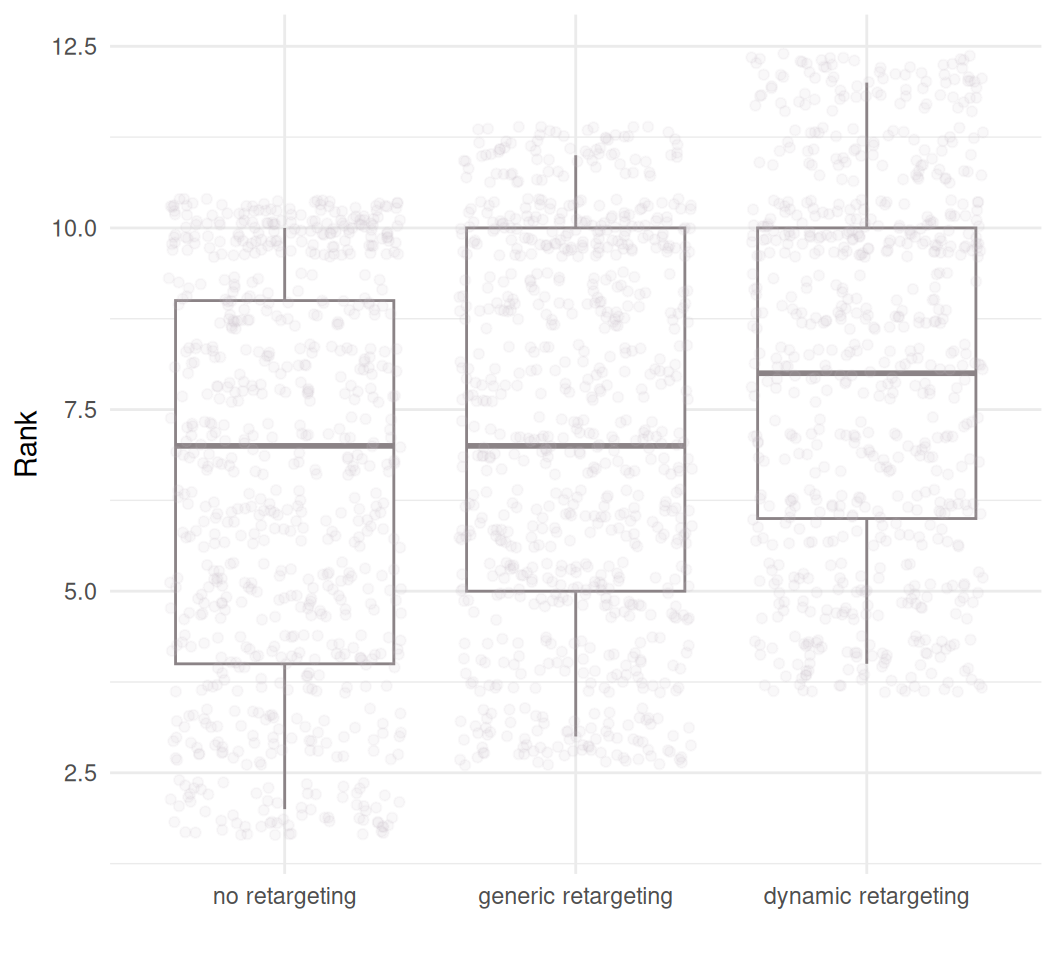 12.5
10.0
7.5
5.0
2.5
Rank
no retargeting
generic retargeting
dynamic retargeting